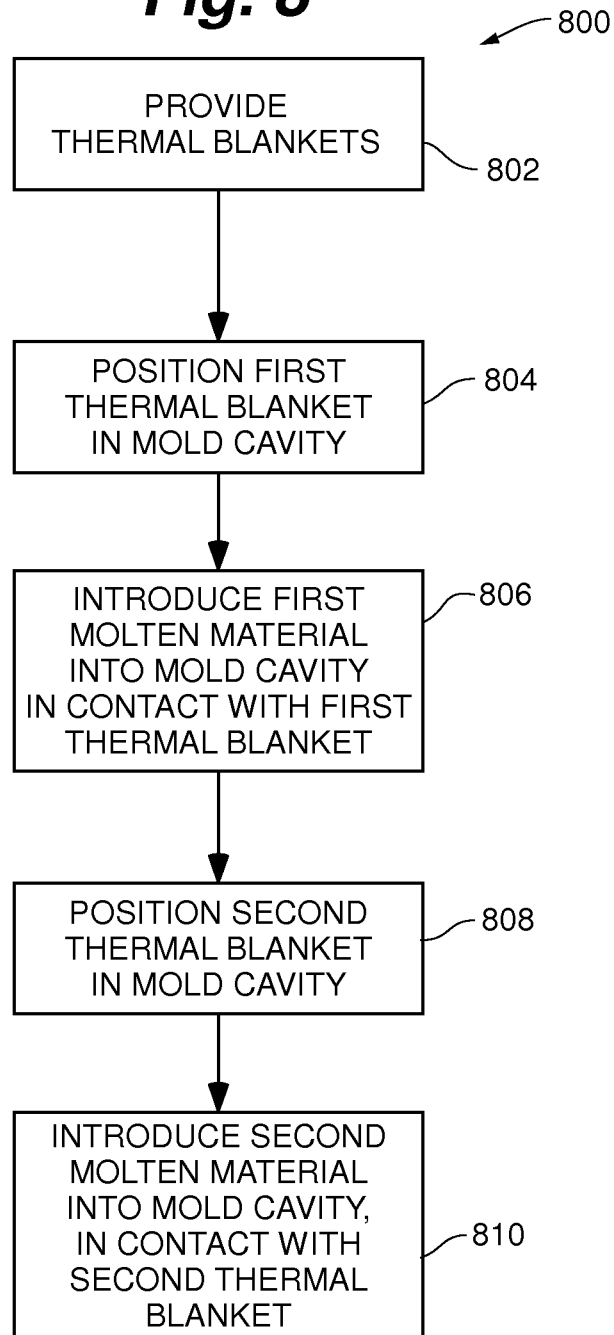 Fig. 8
800
PROVIDE
THERMAL BLANKETS
802
POSITION FIRST
THERMAL BLANKET
IN MOLD CAVITY
804
INTRODUCE FIRST
MOLTEN MATERIAL
INTO MOLD CAVITY
IN CONTACT WITH FIRST
THERMAL BLANKET
806
POSITION SECOND
THERMAL BLANKET
IN MOLD CAVITY
808
INTRODUCE SECOND
MOLTEN MATERIAL
INTO MOLD CAVITY,
IN CONTACT WITH
SECOND THERMAL
BLANKET
810